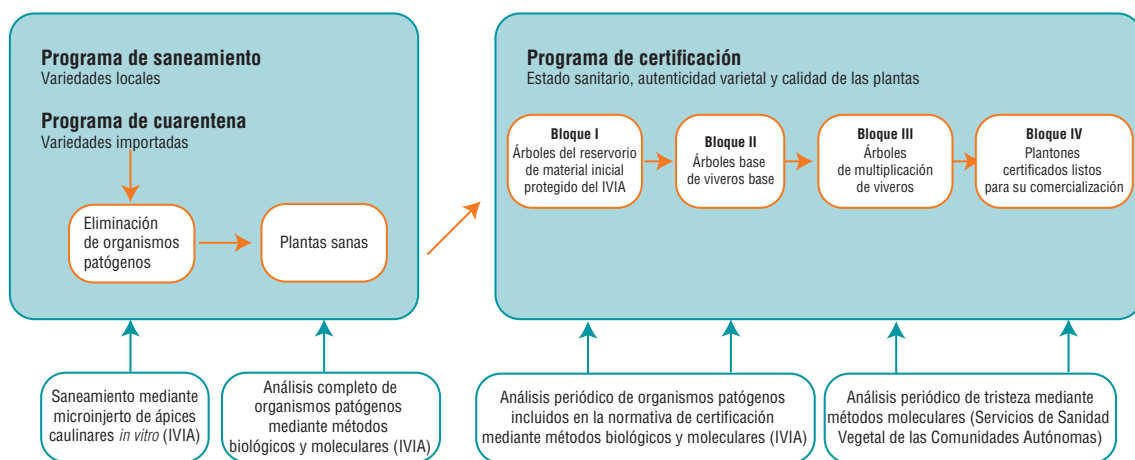 Programa de saneamiento
Variedades locales
Programa de cuarentena
Variedades importadas
Eliminación
de organismos
patógenos
Plantas sanas
Programa de certificación
Estado sanitario, autenticidad varietal y calidad de las plantas
Bloque I
Árboles del reservorio
de material inicial
protegido del IVIA
Bloque II
Árboles base
de viveros base
Bloque III
Árboles
de multiplicación
de viveros
Bloque IV
Plantones
certificados listos
para su comercialización
Saneamiento mediante
microinjerto de ápices
caulinares in vitro (IVIA)
Análisis completo de
organismos patógenos
mediante métodos
biológicos y moleculares (IVIA)
Análisis periódico de organismos patógenos
incluidos en la normativa de certificación
mediante métodos biológicos y moleculares (IVIA)
Análisis periódico de tristeza mediante
métodos moleculares (Servicios de Sanidad
Vegetal de las Comunidades Autónomas)